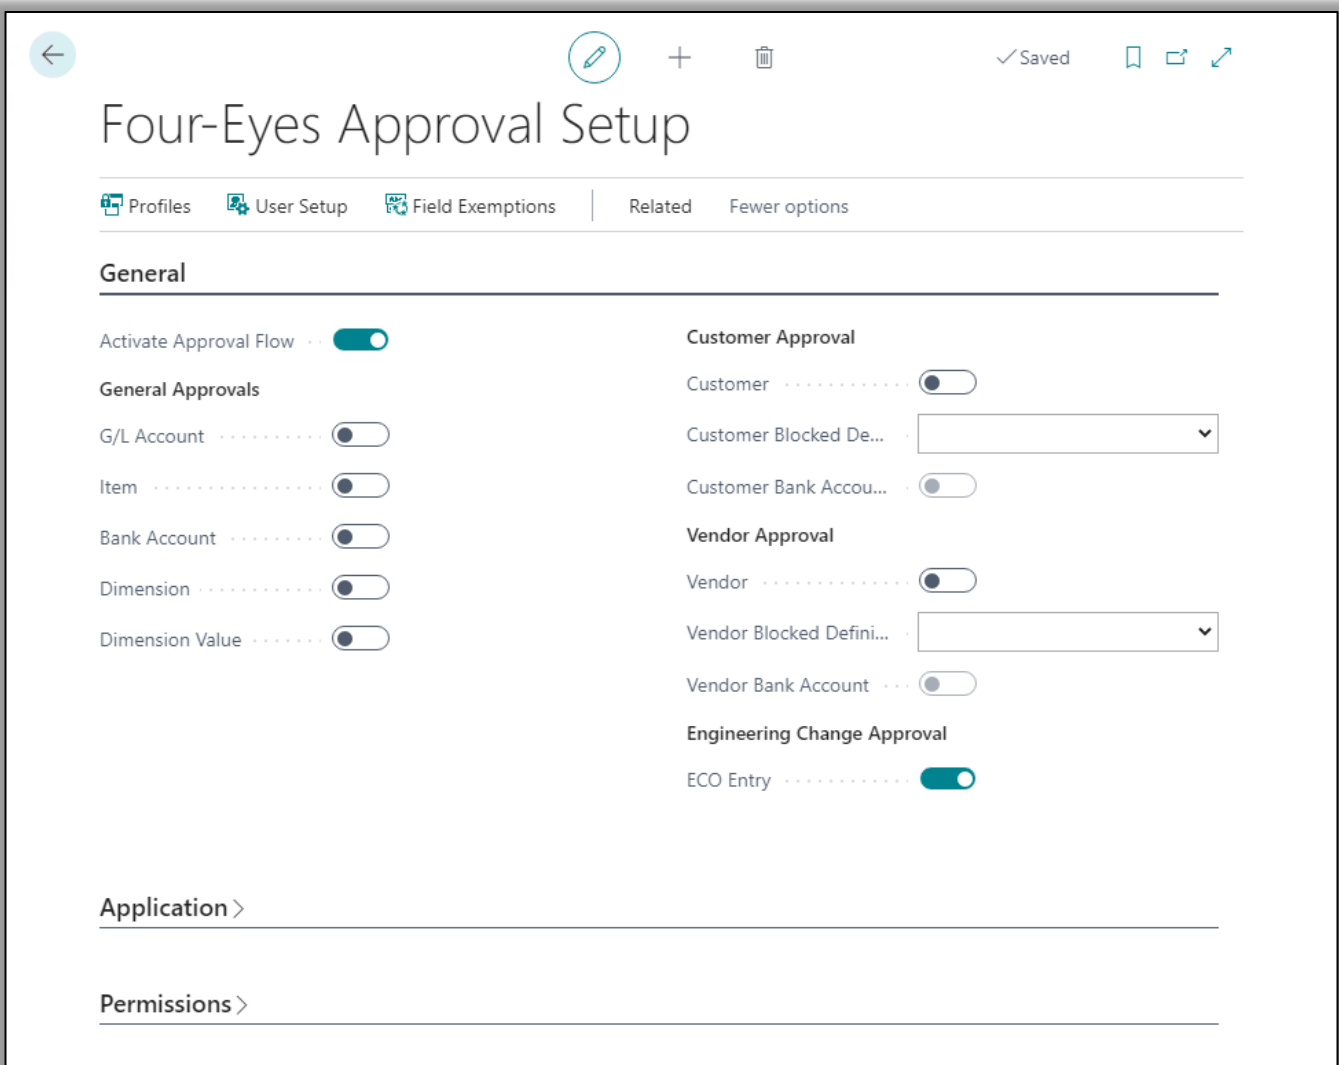 Saved
Four-Eyes Approval Setup
Profiles User Setup Field Exemptions Related Fewer options
General
Activate Approval Flow
General Approvals
G/L Account
Item
Bank Account
Dimension
Dimension Value
Customer Approval
Customer
Customer Blocked De...
Customer Bank Accou...
Vendor Approval
Vendor
Vendor Blocked Defini...
Vendor Bank Account
Engineering Change Approval
ECO Entry
Application
Permissions